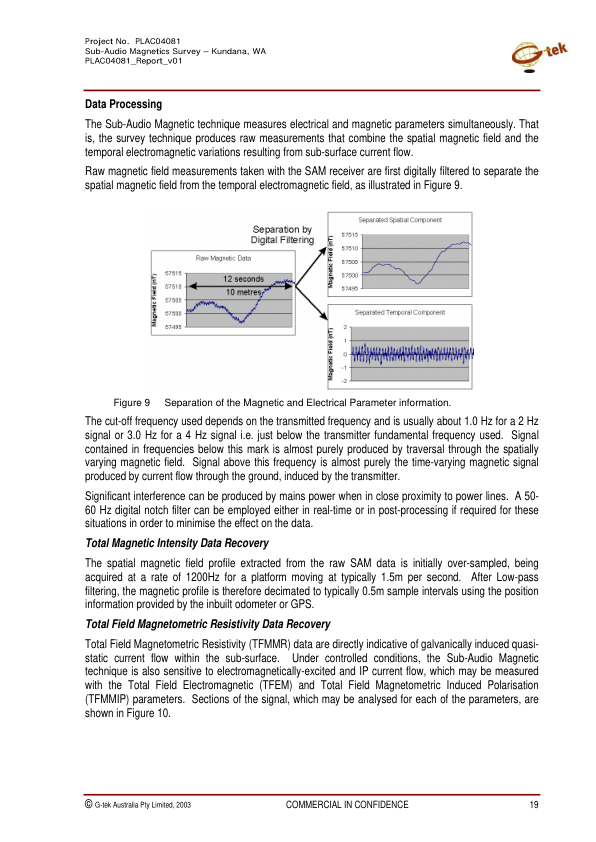 Project No.  PLAC04081
Sub-Audio Magnetics Survey – Kundana, WA
PLAC04081_Report_v01
G-tek
Data Processing
The Sub-Audio Magnetic technique measures electrical and magnetic parameters simultaneously. That
is, the survey technique produces raw measurements that combine the spatial magnetic field and the
temporal electromagnetic variations resulting from sub-surface current flow.
Raw magnetic field measurements taken with the SAM receiver are first digitally filtered to separate the
spatial magnetic field from the temporal electromagnetic field, as illustrated in Figure 9.
Separation by
Digital Filtering
Raw Magnetic Data
Magnetic Field (nT)
57515
57510
57505
57500
57495
12 seconds
10 metres
Separated Spatial Component
Magnetic Field (nT)
57515
57510
57505
57500
57495
Separated Temporal Component
Magnetic Field (nT)
2
1
0
-1
-2
Figure 9     Separation of the Magnetic and Electrical Parameter information.
The cut-off frequency used depends on the transmitted frequency and is usually about 1.0 Hz for a 2 Hz
signal or 3.0 Hz for a 4 Hz signal i.e. just below the transmitter fundamental frequency used.  Signal
contained in frequencies below this mark is almost purely produced by traversal through the spatially
varying magnetic field.  Signal above this frequency is almost purely the time-varying magnetic signal
produced by current flow through the ground, induced by the transmitter.
Significant interference can be produced by mains power when in close proximity to power lines.  A 50-
60 Hz digital notch filter can be employed either in real-time or in post-processing if required for these
situations in order to minimise the effect on the data.
Total Magnetic Intensity Data Recovery
The spatial magnetic field profile extracted from the raw SAM data is initially over-sampled, being
acquired at a rate of 1200Hz for a platform moving at typically 1.5m per second.  After Low-pass
filtering, the magnetic profile is therefore decimated to typically 0.5m sample intervals using the position
information provided by the inbuilt odometer or GPS.
Total Field Magnetometric Resistivity Data Recovery
Total Field Magnetometric Resistivity (TFMMR) data are directly indicative of galvanically induced quasi-
static current flow within the sub-surface.  Under controlled conditions, the Sub-Audio Magnetic
technique is also sensitive to electromagnetically-excited and IP current flow, which may be measured
with the Total Field Electromagnetic (TFEM) and Total Field Magnetometric Induced Polarisation
(TFMMIP) parameters.  Sections of the signal, which may be analysed for each of the parameters, are
shown in Figure 10.
© G-tek Australia Pty Limited, 2003
COMMERCIAL IN CONFIDENCE
19